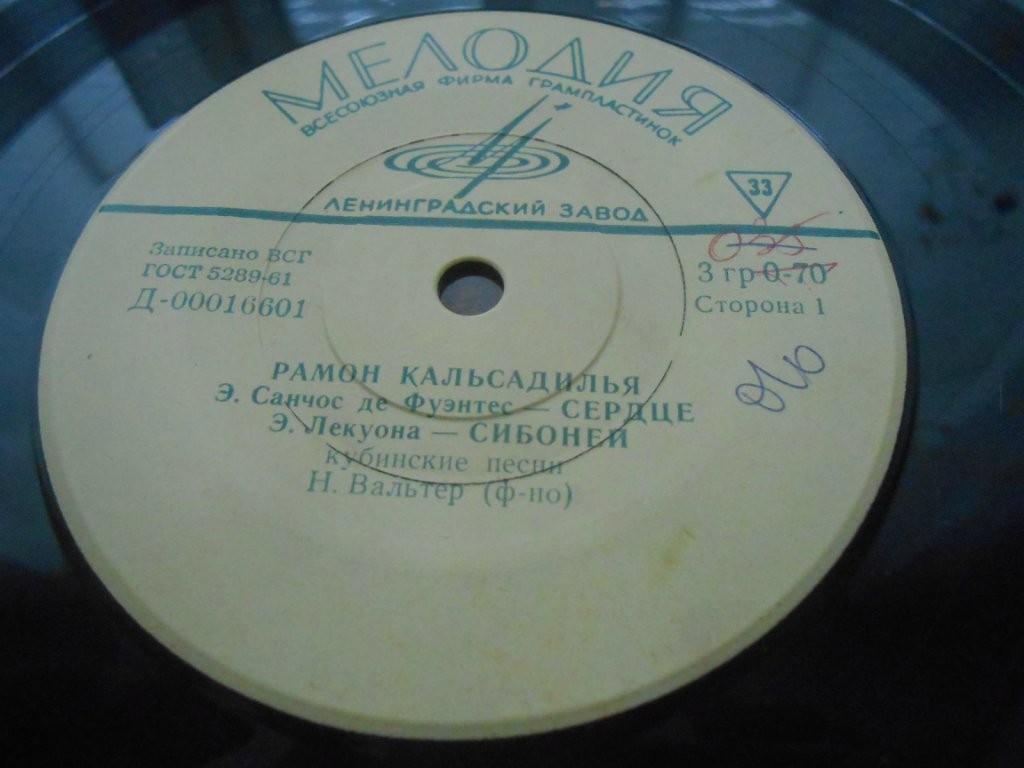 МЕЛОДИЯ
ВСЕСОЮЗНАЯ ФИРМА ГРАМПЛАСТИНОК
ЛЕНИНГРАДСКИЙ ЗАВОД
33
Записано ВСГ
ГОСТ 5289-61
Д-00016601
3 гр 0-70
Сторона 1
РАМОН КАЛЬСАДИЛЬЯ
Э. Санчос де Фуэнтес — СЕРДЦЕ
Э. Лекуона — СИБОНЕЙ
кубинские песни
Н. Вальтер (ф-но)